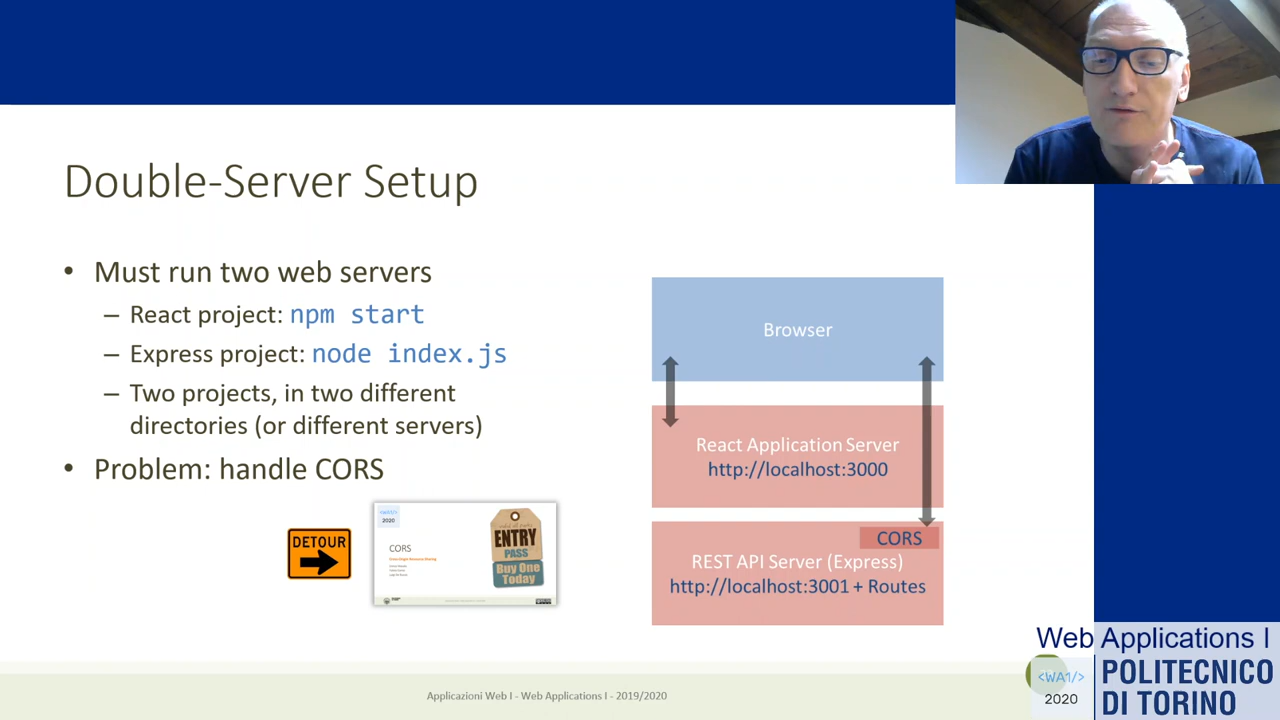 Double-Server Setup
• Must run two web servers
– React project: npm start
– Express project: node index.js
– Two projects, in two different
directories (or different servers)
• Problem: handle CORS
DETOUR
<WA1/>
2020
CORS
ENTRY
PASS
Buy One
Today
Browser
React Application Server
http://localhost:3000
CORS
REST API Server (Express)
http://localhost:3001 + Routes
Applicazioni Web I - Web Applications I - 2019/2020
Web Applications I
<WA1/>
2020
POLITECNICO
DI TORINO